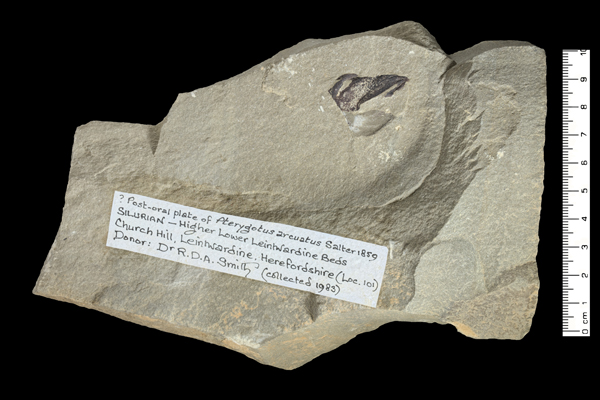 ? Post-oral plate of Pterygotus arcuatus Salter 1859
SILURIAN — Higher Lower Leintwardine Beds
Church Hill, Leintwardine, Herefordshire (Loc. 101)
Donor: Dr R.D.A. Smith (collected 1983)
0 cm 1 2 3 4 5 6 7 8 9 10